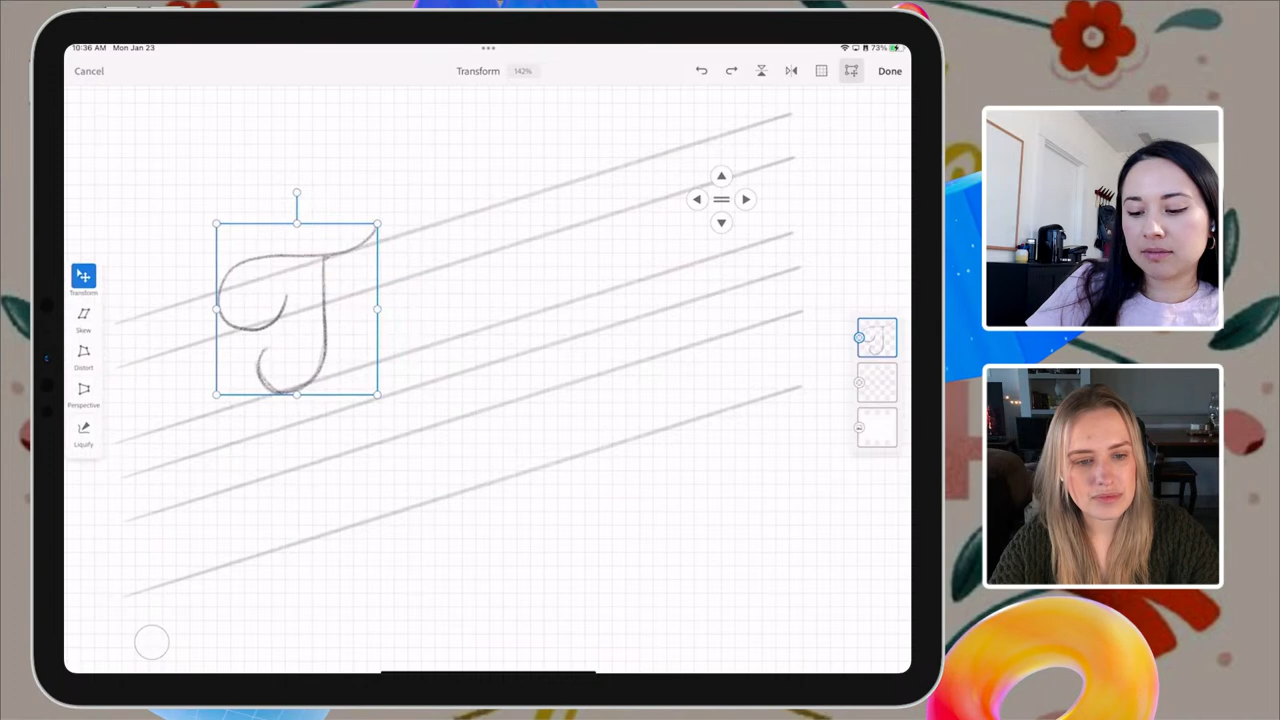 10:36 AM Mon Jan 23
73%
Cancel
Transform 142%
Done
Transform
Skew
Distort
Perspective
Liquify
J